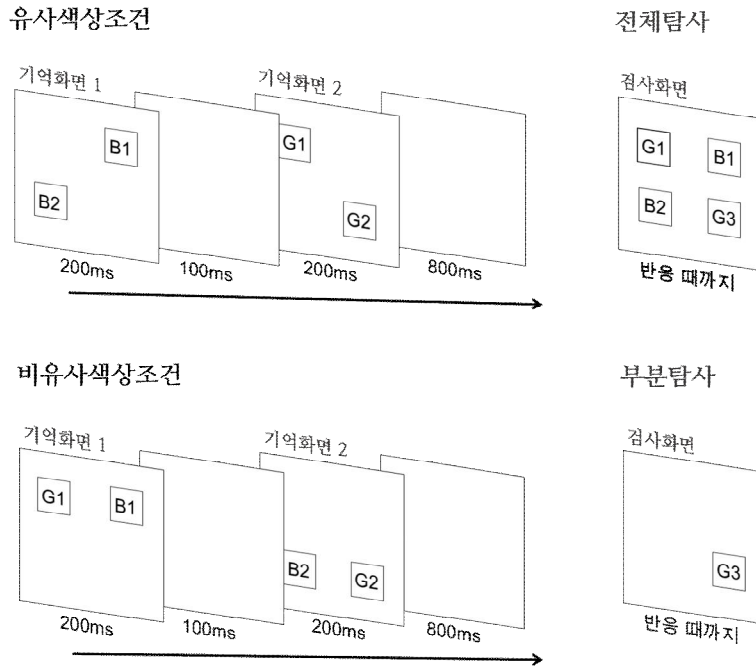 유사색상조건
전체탐사
기억화면 1
기억화면 2
검사화면
B1
B2
G1
G2
G1
B1
B2
G3
200ms
100ms
200ms
800ms
반응 때까지
비유사색상조건
부분탐사
기억화면 1
기억화면 2
검사화면
G1
B1
B2
G2
G3
200ms
100ms
200ms
800ms
반응 때까지